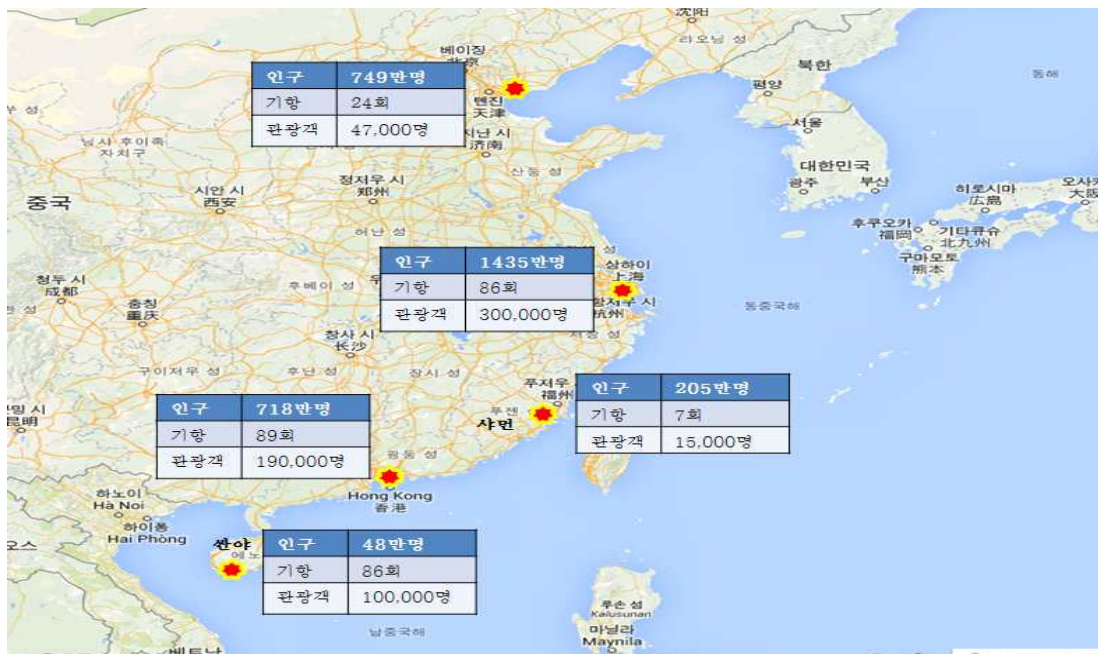 沈阳
랴오닝 성
베이징
北京
북한
동해
인구 749만명
기항 24회
관광객 47,000명
톈진
天津
평양
서울
닝샤 후이족
자치구
지난 시
济南
산둥 성
대한민국
광주
부산
히로시마
広島
大阪
정저우 시
郑州
시안 시
西安
중국
허난 성
후쿠오카
福岡
기타큐슈
北九州
구마모토
熊本
인구 1435만명
기항 86회
관광객 300,000명
상하이
上海
항저우 시
杭州
청두 시
成都
후베이 성
충칭
重庆
동중국해
저장 성
창사 시
长沙
구이저우 성
후난 성
장시 성
푸저우
福州
인구 205만명
기항 7회
관광객 15,000명
인구 718만명
기항 89회
관광객 190,000명
昆明
푸젠
샤먼
광둥 성
Hong Kong
香港
하노이
Hà Nội
하이퐁
Hai Phòng
싼야
인구 48만명
기항 86회
관광객 100,000명
루손 섬
Kalusunan
마닐라
Maynila
남중국해
베트남